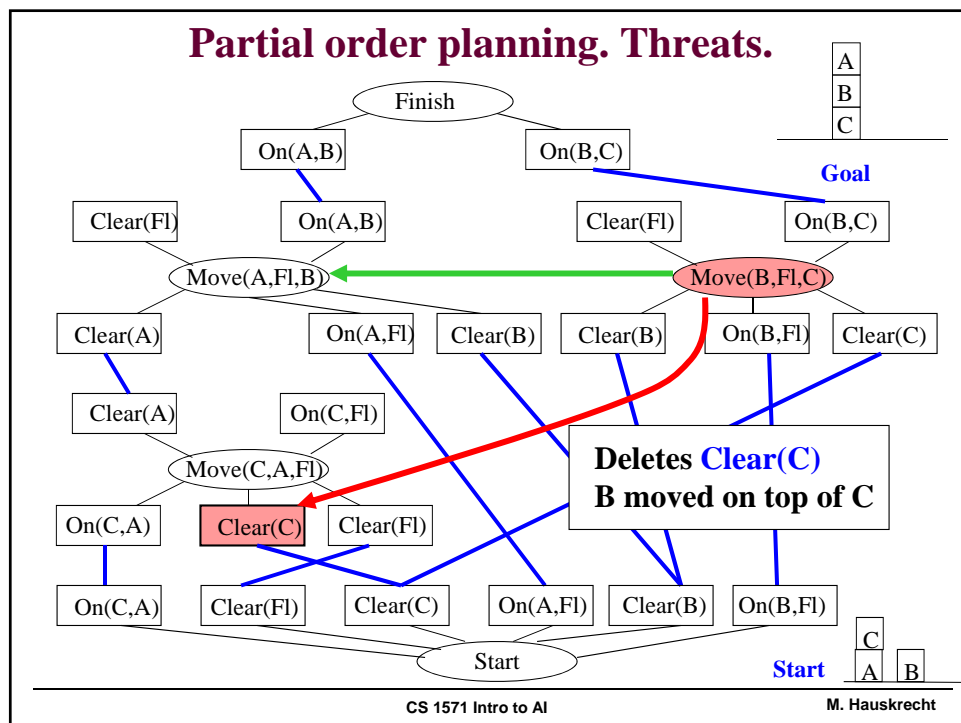 Partial order planning. Threats.
A
B
C
Goal
Finish
On(A,B)
On(B,C)
Clear(Fl)
On(A,B)
Clear(Fl)
On(B,C)
Move(A,Fl,B)
Move(B,Fl,C)
Clear(A)
On(A,Fl)
Clear(B)
Clear(B)
On(B,Fl)
Clear(C)
Clear(A)
On(C,Fl)
Move(C,A,Fl)
Deletes Clear(C)
B moved on top of C
On(C,A)
Clear(C)
Clear(Fl)
On(C,A)
Clear(Fl)
Clear(C)
On(A,Fl)
Clear(B)
On(B,Fl)
Start
Start
C
A B
CS 1571 Intro to AI
M. Hauskrecht